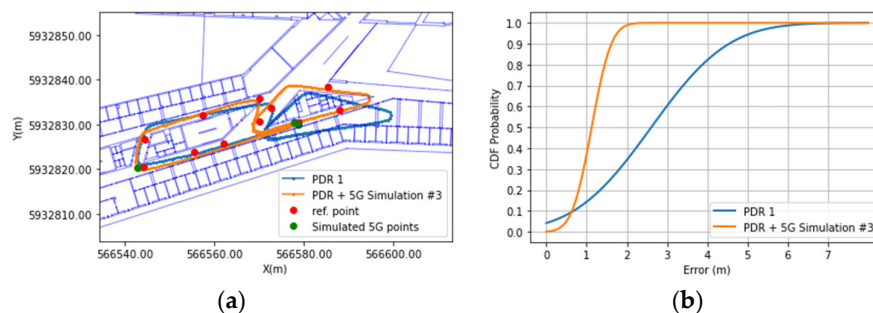 5932850.00
5932840.00
5932830.00
5932820.00
5932810.00
Y(m)
566540.00 566560.00 566580.00 566600.00
X(m)
PDR 1
PDR + 5G Simulation #3
ref. point
Simulated 5G points
(a)
1.0
0.9
0.8
0.7
0.6
0.5
0.4
0.3
0.2
0.1
0.0
CDF Probability
0 1 2 3 4 5 6 7
Error (m)
PDR 1
PDR + 5G Simulation #3
(b)